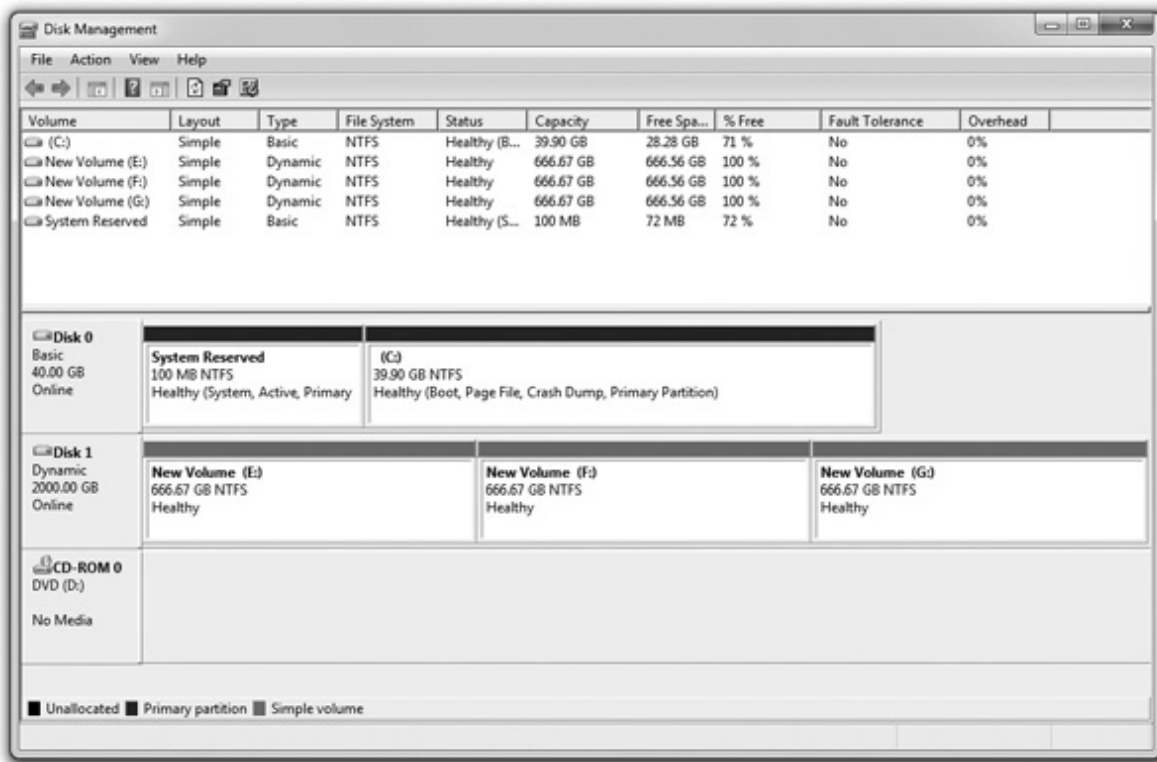 Disk Management
File Action View Help
Volume Layout Type File System Status Capacity Free Spa... % Free Fault Tolerance Overhead
(C:) Simple Basic NTFS Healthy (B... 39.90 GB 28.28 GB 71 % No 0%
New Volume (E:) Simple Dynamic NTFS Healthy 666.67 GB 666.56 GB 100 % No 0%
New Volume (F:) Simple Dynamic NTFS Healthy 666.67 GB 666.56 GB 100 % No 0%
New Volume (G:) Simple Dynamic NTFS Healthy 666.67 GB 666.56 GB 100 % No 0%
System Reserved Simple Basic NTFS Healthy (S... 100 MB 72 MB 72 % No 0%
Disk 0
Basic
40.00 GB
Online
System Reserved
100 MB NTFS
Healthy (System, Active, Primary
(C:)
39.90 GB NTFS
Healthy (Boot, Page File, Crash Dump, Primary Partition)
Disk 1
Dynamic
2000.00 GB
Online
New Volume (E:)
666.67 GB NTFS
Healthy
New Volume (F:)
666.67 GB NTFS
Healthy
New Volume (G:)
666.67 GB NTFS
Healthy
CD-ROM 0
DVD (D:)
No Media
Unallocated Primary partition Simple volume